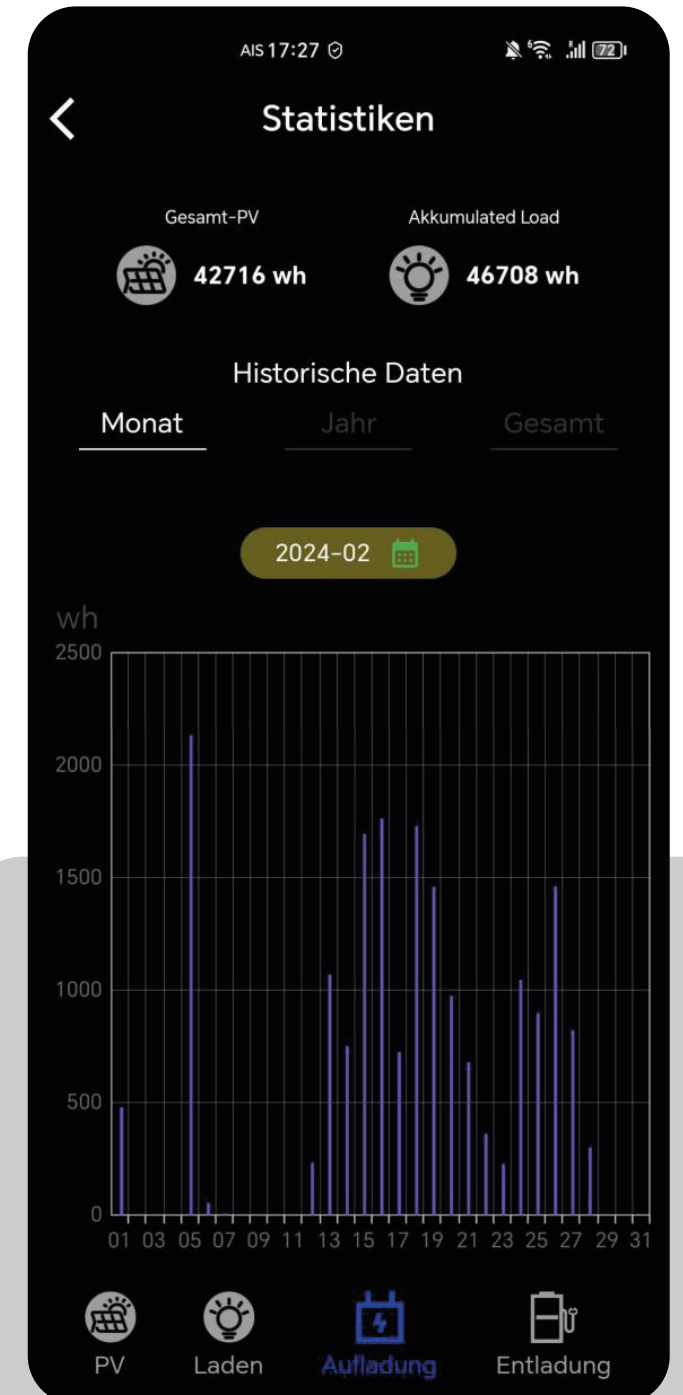 AIS 17:27 6 72
Statistiken
Gesamt-PV Akkumulated Load
42716 wh 46708 wh
Historische Daten
Monat Jahr Gesamt
2024-02
wh
2500
2000
1500
1000
500
0
01 03 05 07 09 11 13 15 17 19 21 23 25 27 29 31
PV Laden Aufladung Entladung